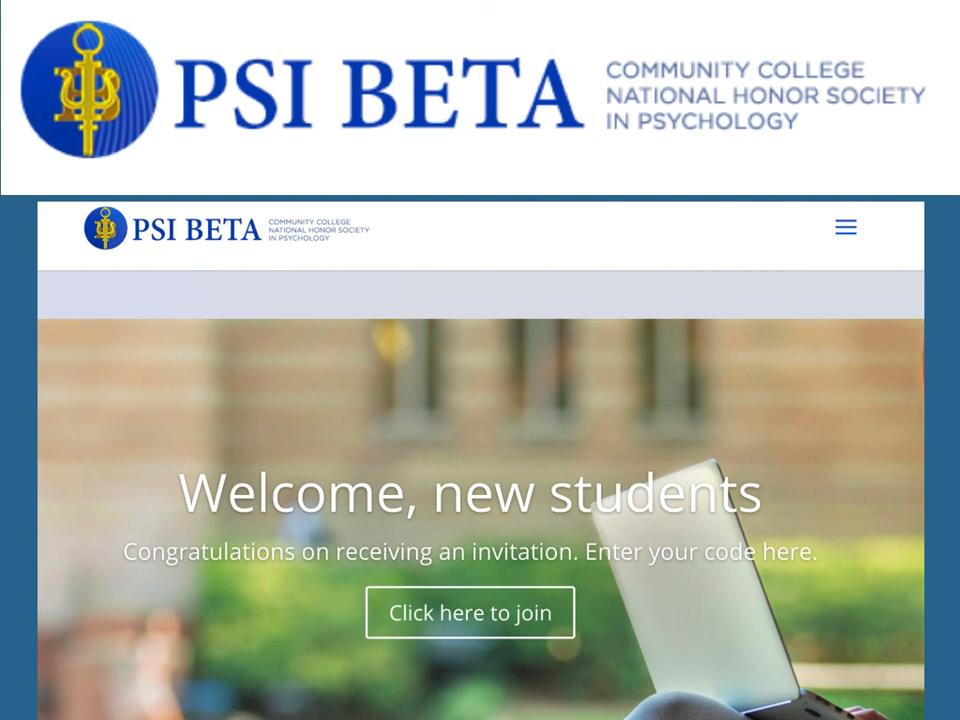 PSI BETA
COMMUNITY COLLEGE
NATIONAL HONOR SOCIETY
IN PSYCHOLOGY
PSI BETA
COMMUNITY COLLEGE
NATIONAL HONOR SOCIETY
IN PSYCHOLOGY
Welcome, new students
Congratulations on receiving an invitation. Enter your code here.
Click here to join